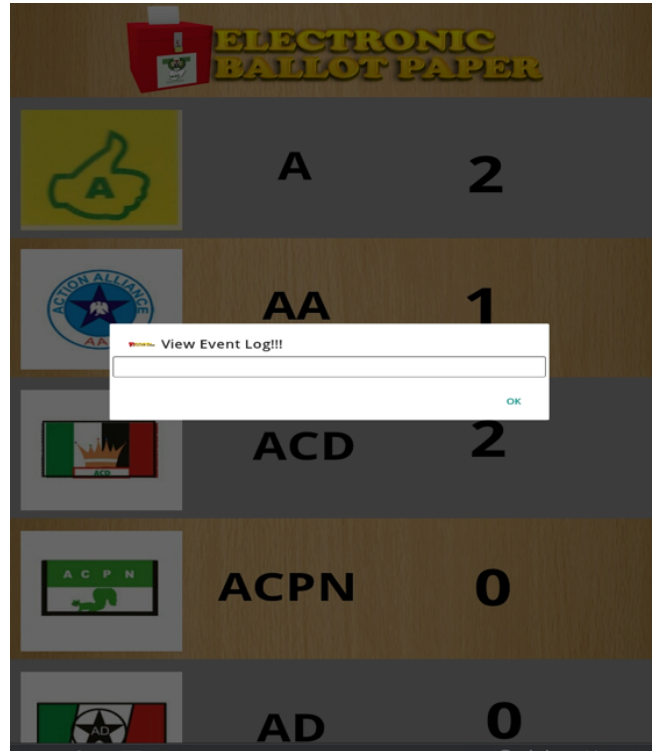 ELECTRONIC
BALLOT PAPER
A
A
2
ACTION ALLIANCE
AA
AA
1
View Event Log!!!
OK
ACD
ACD
2
ACPN
ACPN
0
AD
AD
0